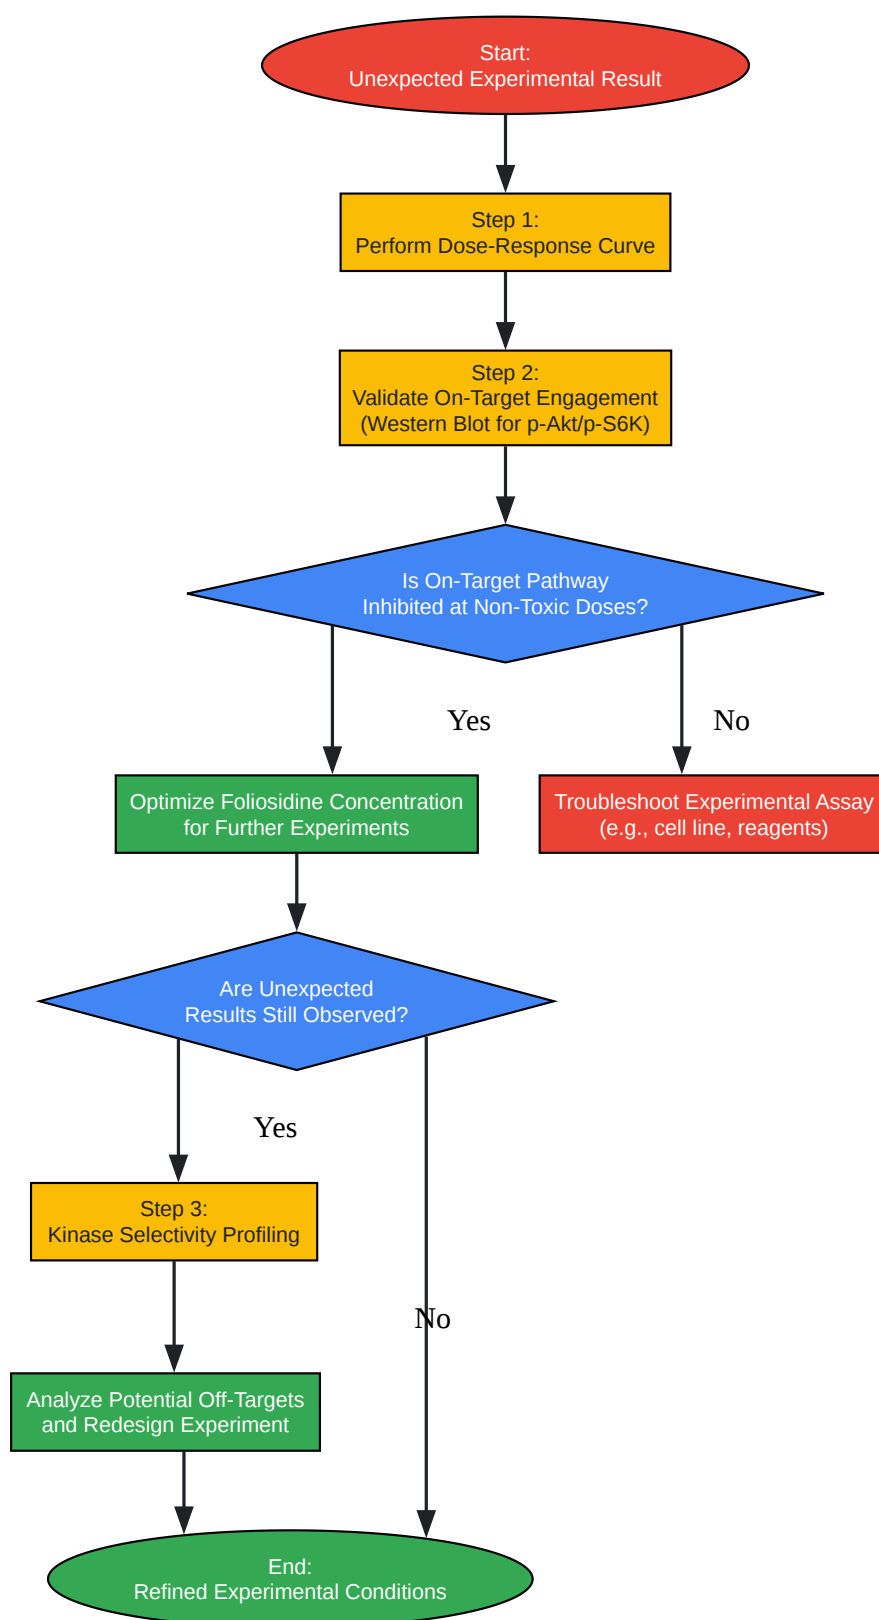 Start:
Unexpected Experimental Result
Step 1:
Perform Dose-Response Curve
Step 2:
Validate On-Target Engagement
(Western Blot for p-Akt/p-S6K)
Is On-Target Pathway
Inhibited at Non-Toxic Doses?
Yes
No
Optimize Foliosidine Concentration
for Further Experiments
Troubleshoot Experimental Assay
(e.g., cell line, reagents)
Are Unexpected
Results Still Observed?
Yes
Step 3:
Kinase Selectivity Profiling
No
Analyze Potential Off-Targets
and Redesign Experiment
End:
Refined Experimental Conditions